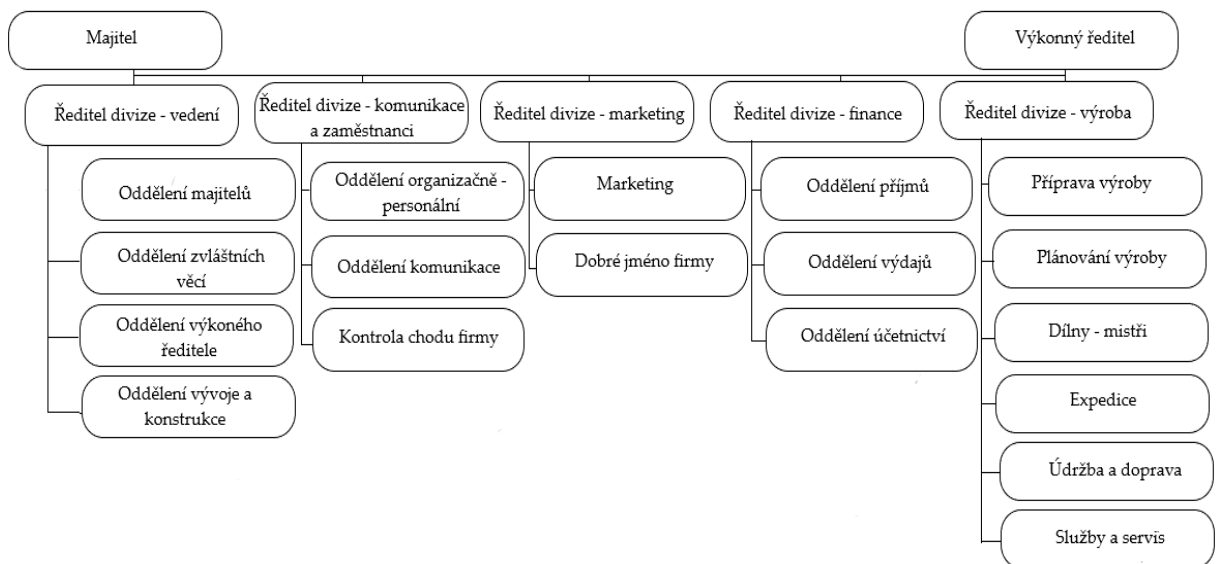 Majitel
Výkonný ředitel
Ředitel divize - vedení
Ředitel divize - komunikace
a zaměstnanci
Ředitel divize - marketing
Ředitel divize - finance
Ředitel divize - výroba
Oddělení majitelů
Oddělení zvláštních
věcí
Oddělení výkoného
ředitele
Oddělení vývoje a
konstrukce
Oddělení organizačně -
personální
Oddělení komunikace
Kontrola chodu firmy
Marketing
Dobré jméno firmy
Oddělení příjmů
Oddělení výdajů
Oddělení účetnictví
Příprava výroby
Plánování výroby
Dílny - mistři
Expedice
Údržba a doprava
Služby a servis